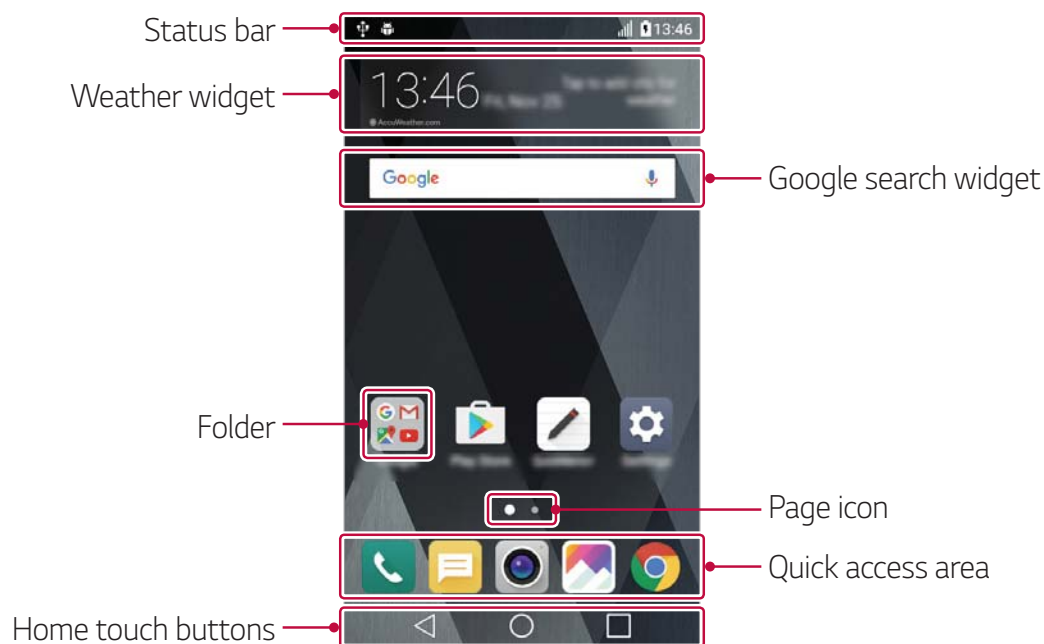 Status bar
13:46
Weather widget
13:46
AccuWeather.com
Google
Google search widget
Folder
Page icon
Quick access area
Home touch buttons